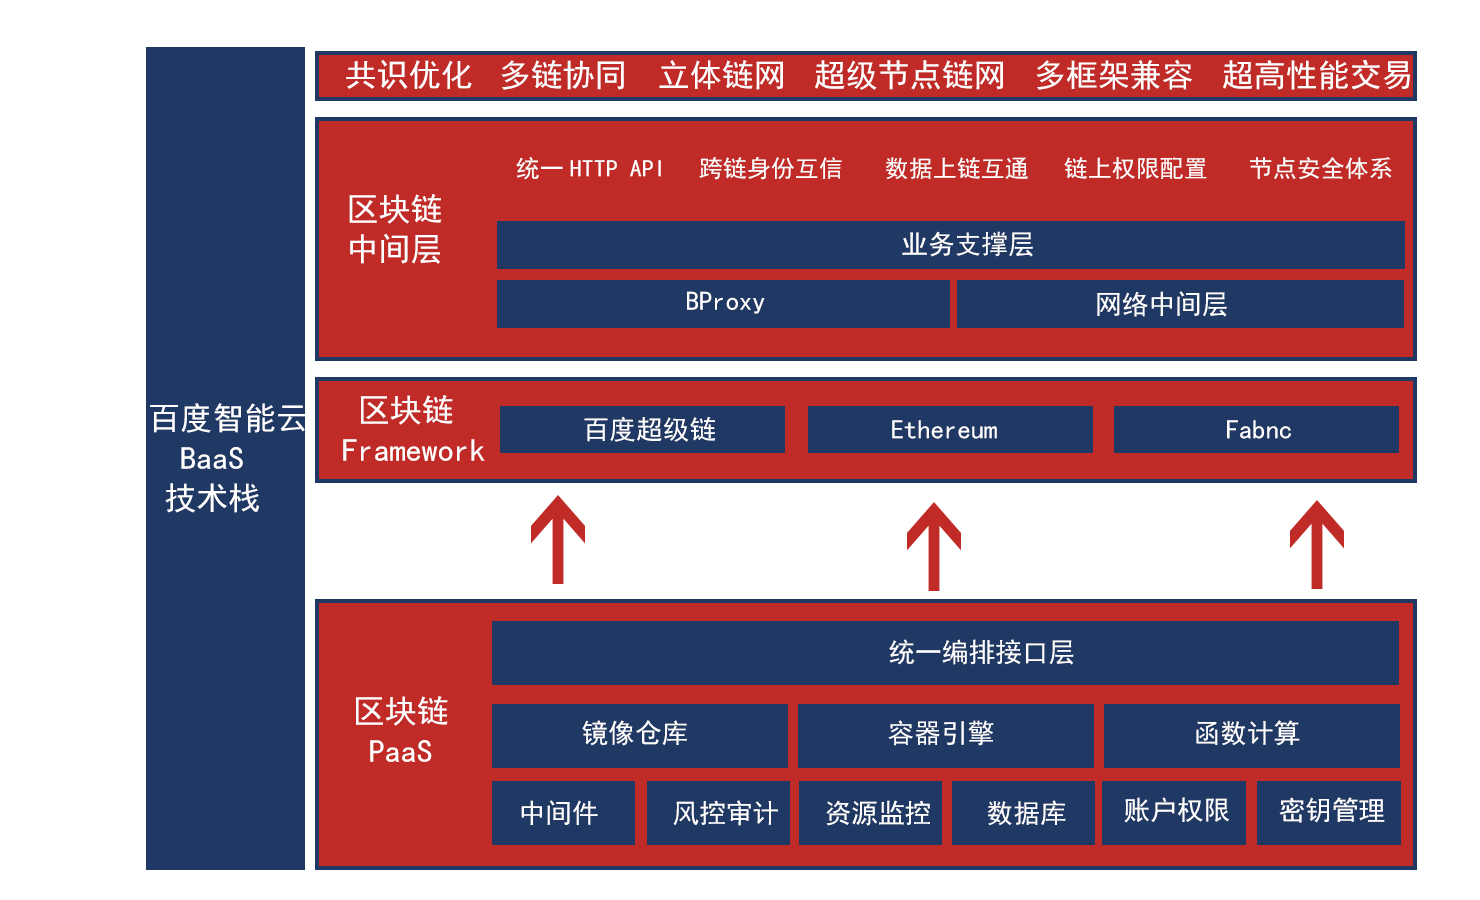 共识优化 多链协同 立体链网 超级节点链网 多框架兼容 超高性能交易
统一HTTP API 跨链身份互信 数据上链互通 链上权限配置 节点安全体系
区块链
中间层
业务支撑层
BProxy 网络中间层
百度智能云
BaaS
技术栈
区块链
Framework
百度超级链 Ethereum Fabnc
区块链
PaaS
统一编排接口层
镜像仓库 容器引擎 函数计算
中间件 风控审计 资源监控 数据库 账户权限 密钥管理